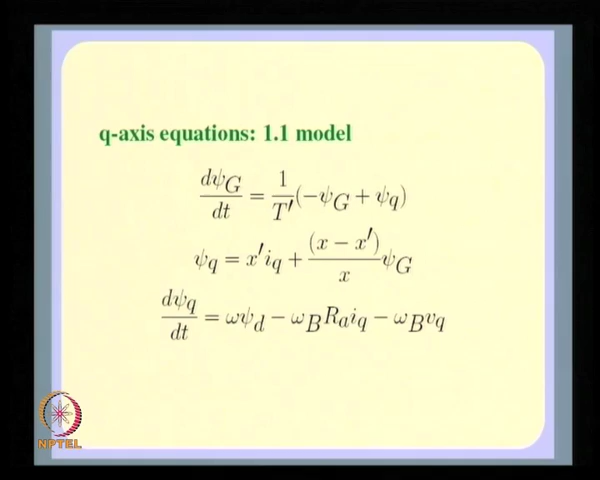 q-axis equations: 1.1 model
dψG/dt = 1/T′(−ψG + ψq)
ψq = x′iq + (x − x′)/x ψG
dψq/dt = ωψd − ωBRaiq − ωBvq
NPTEL